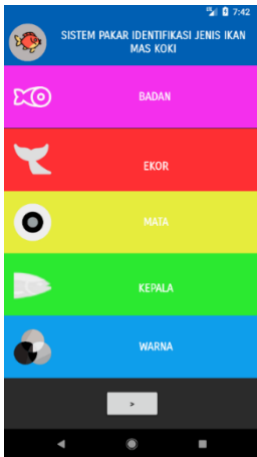 7:42
SISTEM PAKAR IDENTIFIKASI JENIS IKAN
MAS KOKI
BADAN
EKOR
MATA
KEPALA
WARNA
>